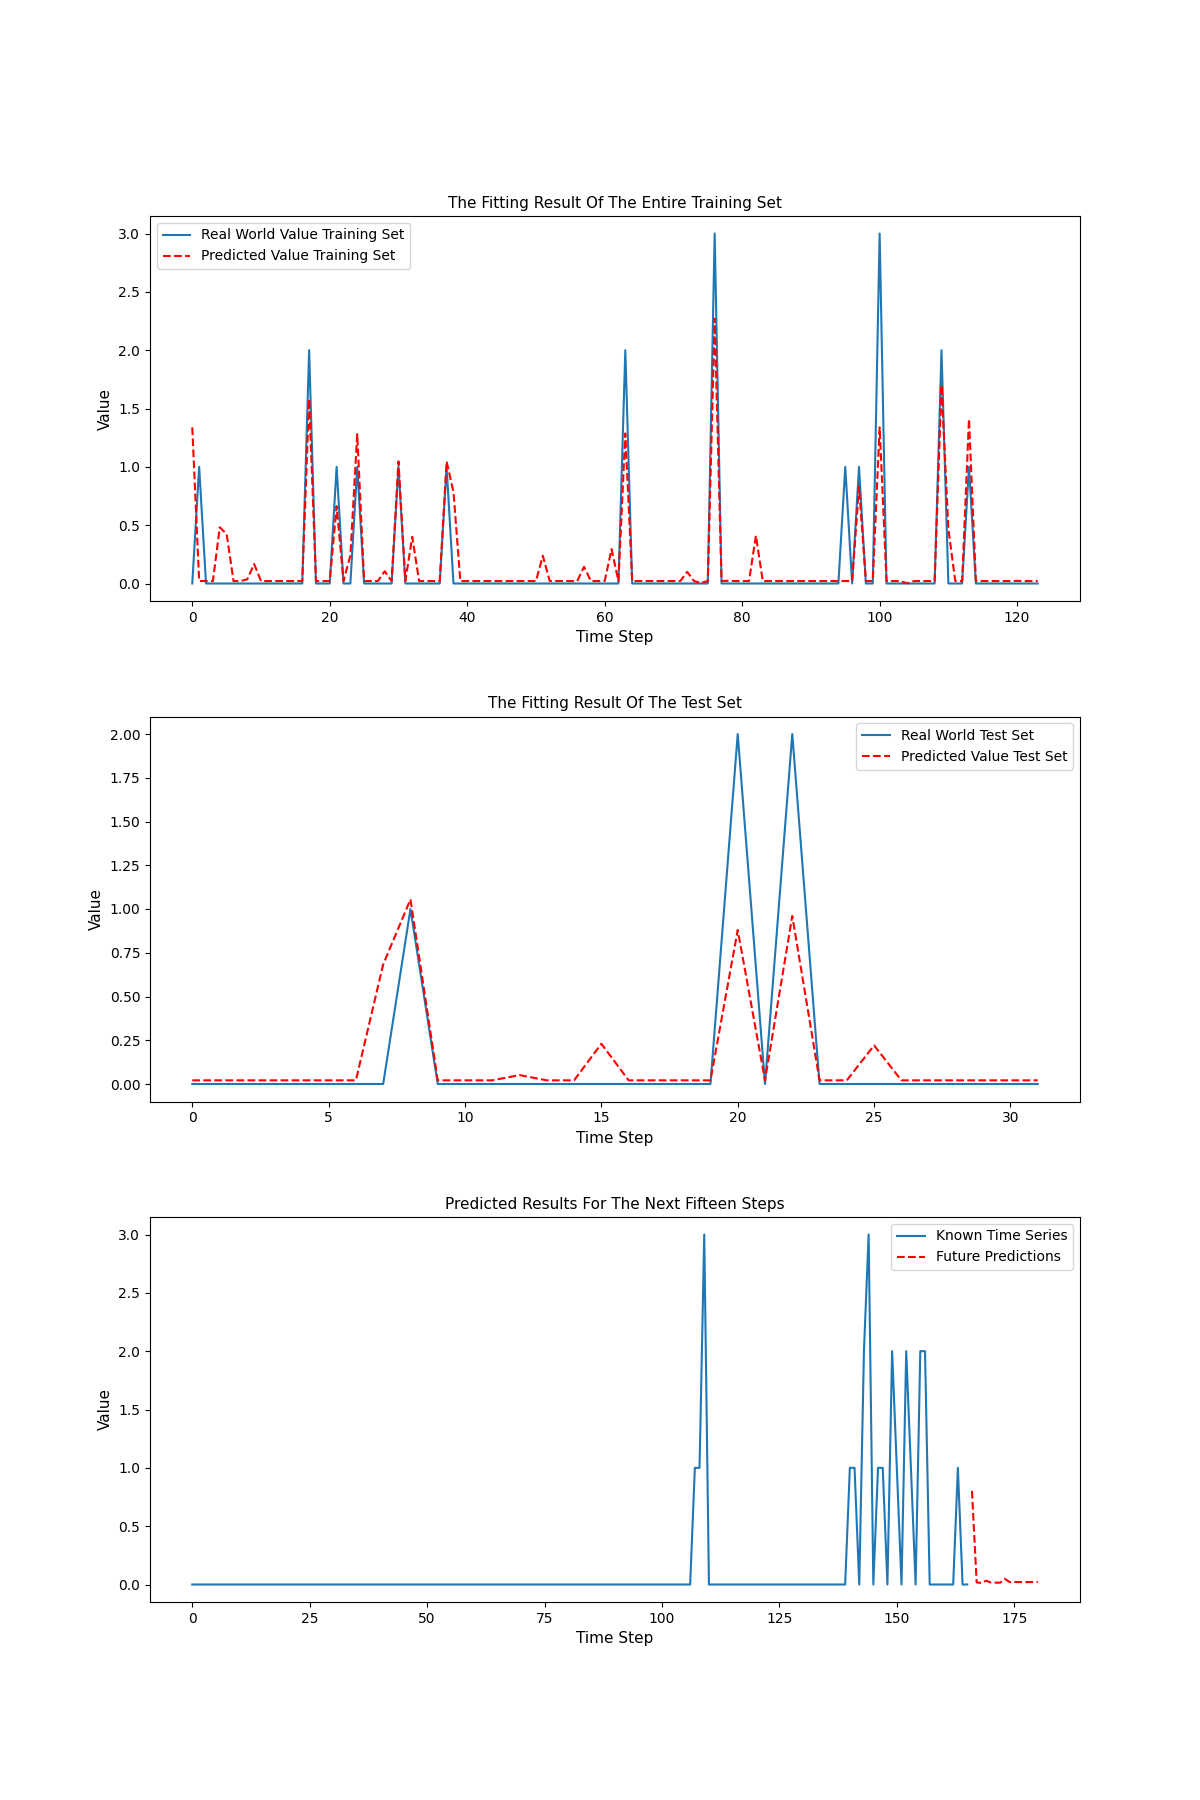 The Fitting Result Of The Entire Training Set
Real World Value Training Set
Predicted Value Training Set
3.0
2.5
2.0
1.5
1.0
0.5
0.0
Value
0 20 40 60 80 100 120
Time Step
The Fitting Result Of The Test Set
Real World Test Set
Predicted Value Test Set
2.00
1.75
1.50
1.25
1.00
0.75
0.50
0.25
0.00
Value
0 5 10 15 20 25 30
Time Step
Predicted Results For The Next Fifteen Steps
Known Time Series
Future Predictions
3.0
2.5
2.0
1.5
1.0
0.5
0.0
Value
0 25 50 75 100 125 150 175
Time Step